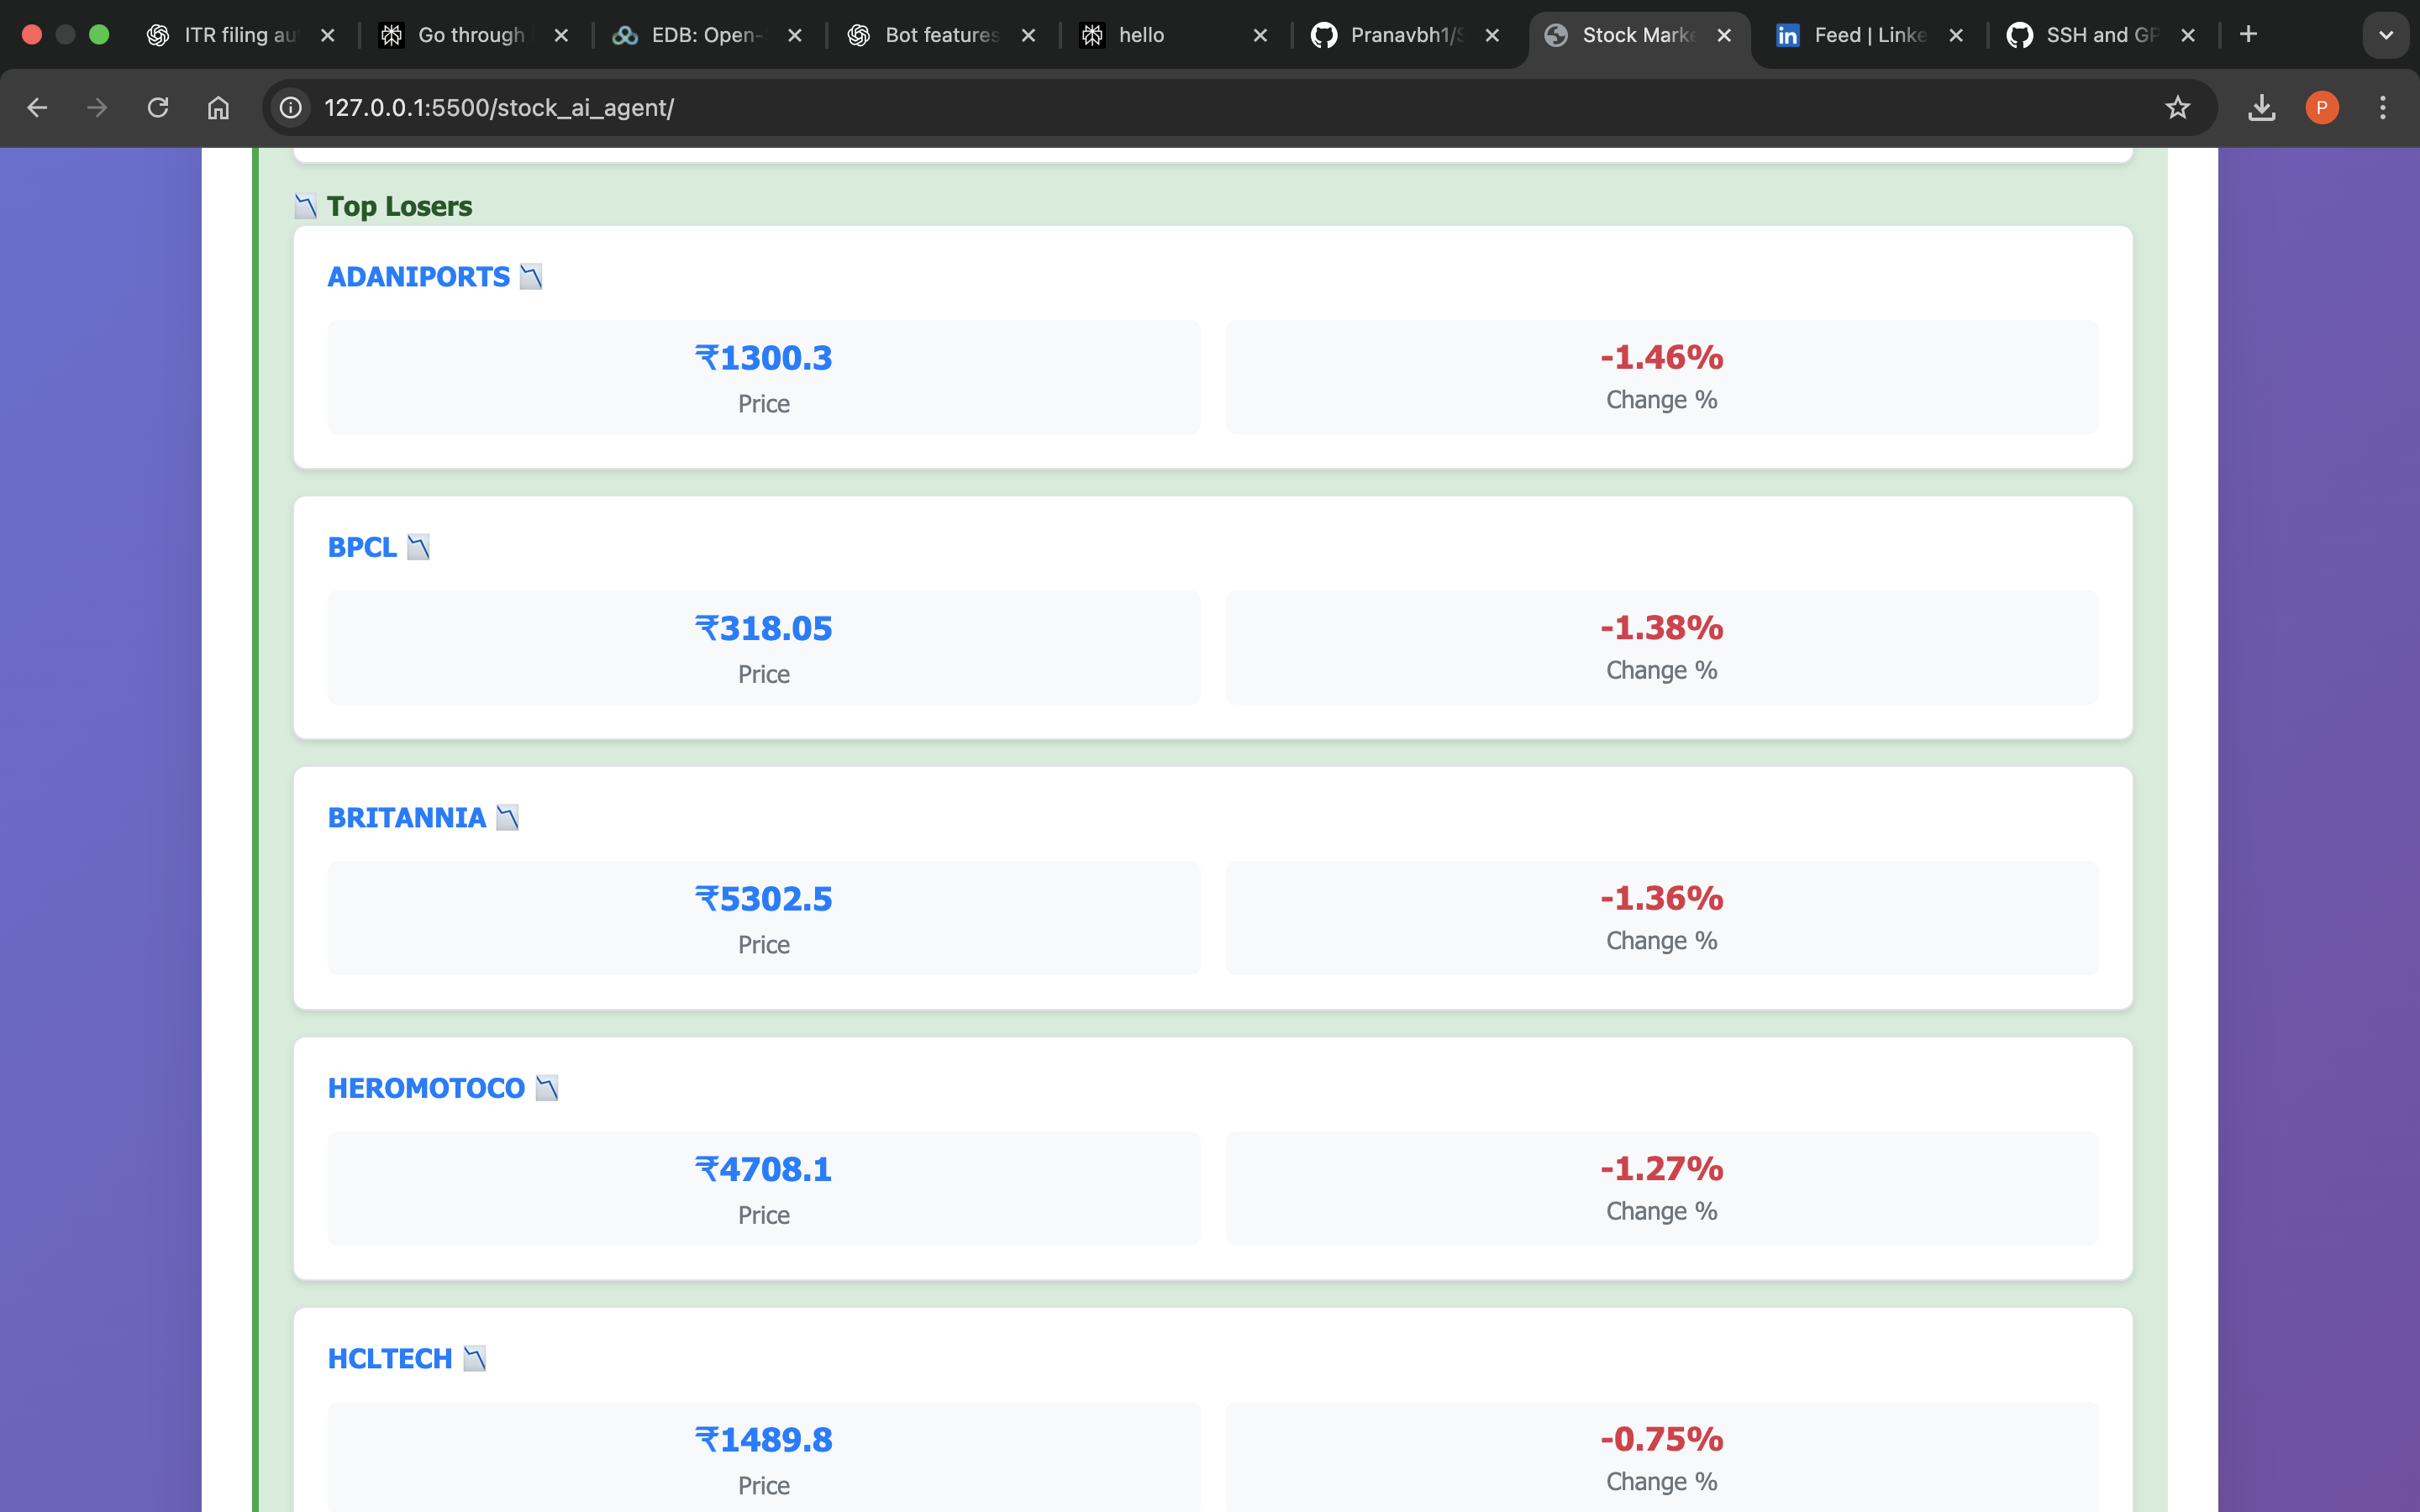 ITR filing au
Go through
EDB: Open-
Bot features
hello
Pranavbh1/S
Stock Marke
Feed | Linke
SSH and GP
127.0.0.1:5500/stock_ai_agent/
P
Top Losers
ADANIPORTS
₹1300.3
Price
-1.46%
Change %
BPCL
₹318.05
Price
-1.38%
Change %
BRITANNIA
₹5302.5
Price
-1.36%
Change %
HEROMOTOCO
₹4708.1
Price
-1.27%
Change %
HCLTECH
₹1489.8
Price
-0.75%
Change %